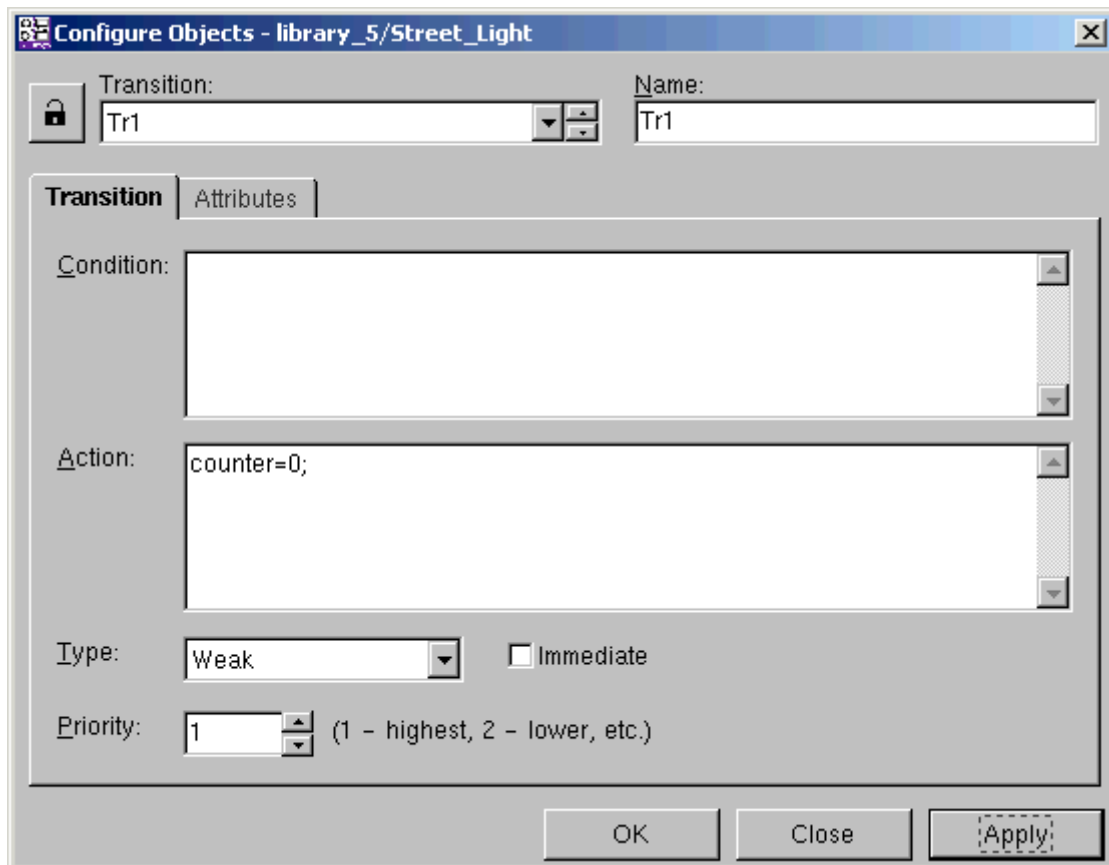 Configure Objects - library_5/Street_Light
Transition: Name:
Tr1 Tr1
Transition Attributes
Condition:
Action: counter=0;
Type: Weak Immediate
Priority: 1 (1 – highest, 2 – lower, etc.)
OK Close Apply